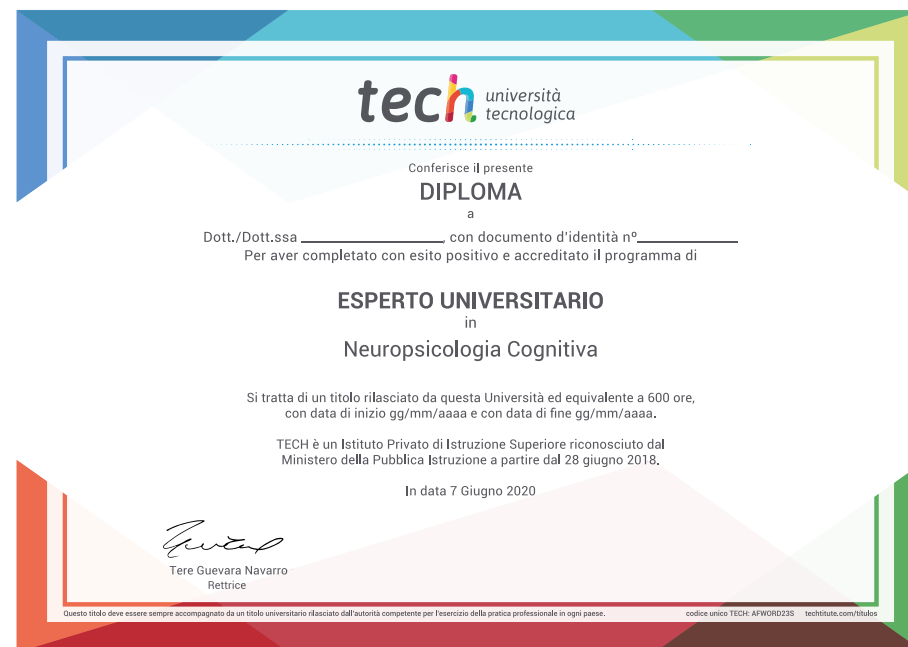 tech università
tecnologica
Conferisce il presente
DIPLOMA
a
Dott./Dott.ssa ________________, con documento d'identità nº____________
Per aver completato con esito positivo e accreditato il programma di
ESPERTO UNIVERSITARIO
in
Neuropsicologia Cognitiva
Si tratta di un titolo rilasciato da questa Università ed equivalente a 600 ore,
con data di inizio gg/mm/aaaa e con data di fine gg/mm/aaaa.
TECH è un Istituto Privato di Istruzione Superiore riconosciuto dal
Ministero della Pubblica Istruzione a partire dal 28 giugno 2018.
In data 7 Giugno 2020
Tere Guevara Navarro
Rettrice
Questo titolo deve essere sempre accompagnato da un titolo universitario rilasciato dall'autorità competente per l'esercizio della pratica professionale in ogni paese. codice unico TECH: AFWORD23S techtitute.com/titulos